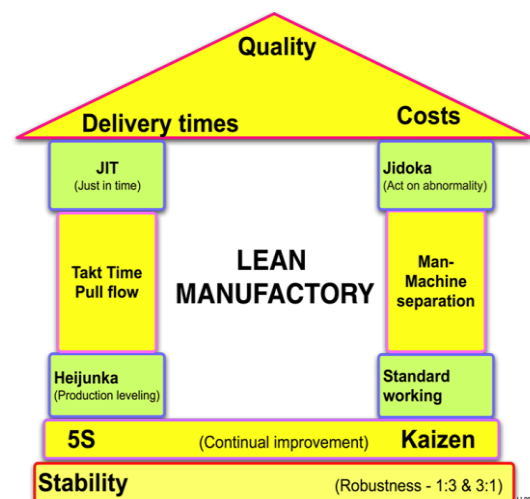 Quality
Delivery times
Costs
JIT
(Just in time)
Jidoka
(Act on abnormality)
Takt Time
Pull flow
LEAN
MANUFACTORY
Man-
Machine
separation
Heijunka
(Production leveling)
Standard
working
5S
(Continual improvement)
Kaizen
Stability
(Robustness - 1:3 & 3:1)